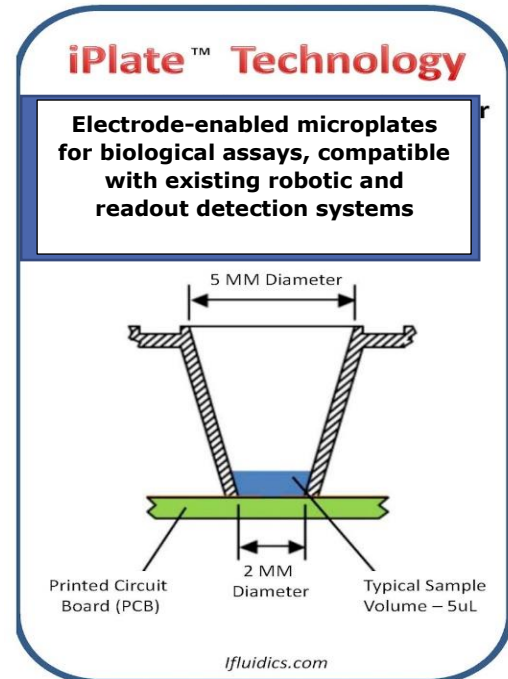 iPlate™ Technology
r
Electrode-enabled microplates
for biological assays, compatible
with existing robotic and
readout detection systems
5 MM Diameter
2 MM
Diameter
Printed Circuit
Board (PCB)
Typical Sample
Volume – 5uL
Ifluidics.com